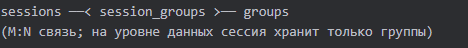 sessions ──< session_groups >── groups
(M:N связь; на уровне данных сессия хранит только группы)